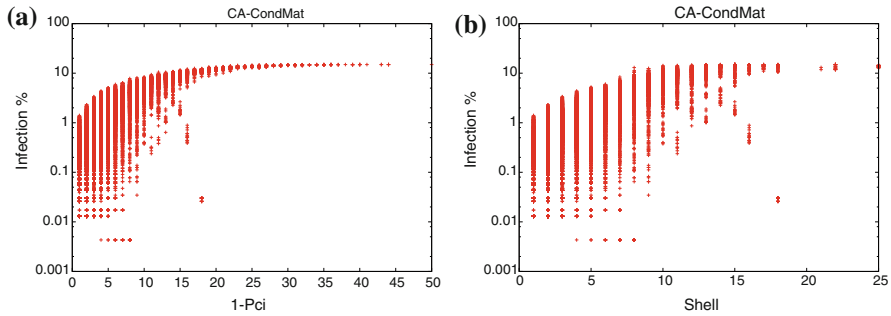 (a)
CA-CondMat
100
10
1
0.1
0.01
0.001
Infection %
0 5 10 15 20 25 30 35 40 45 50
1-Pci
(b)
CA-CondMat
100
10
1
0.1
0.01
0.001
Infection %
0 5 10 15 20 25
Shell